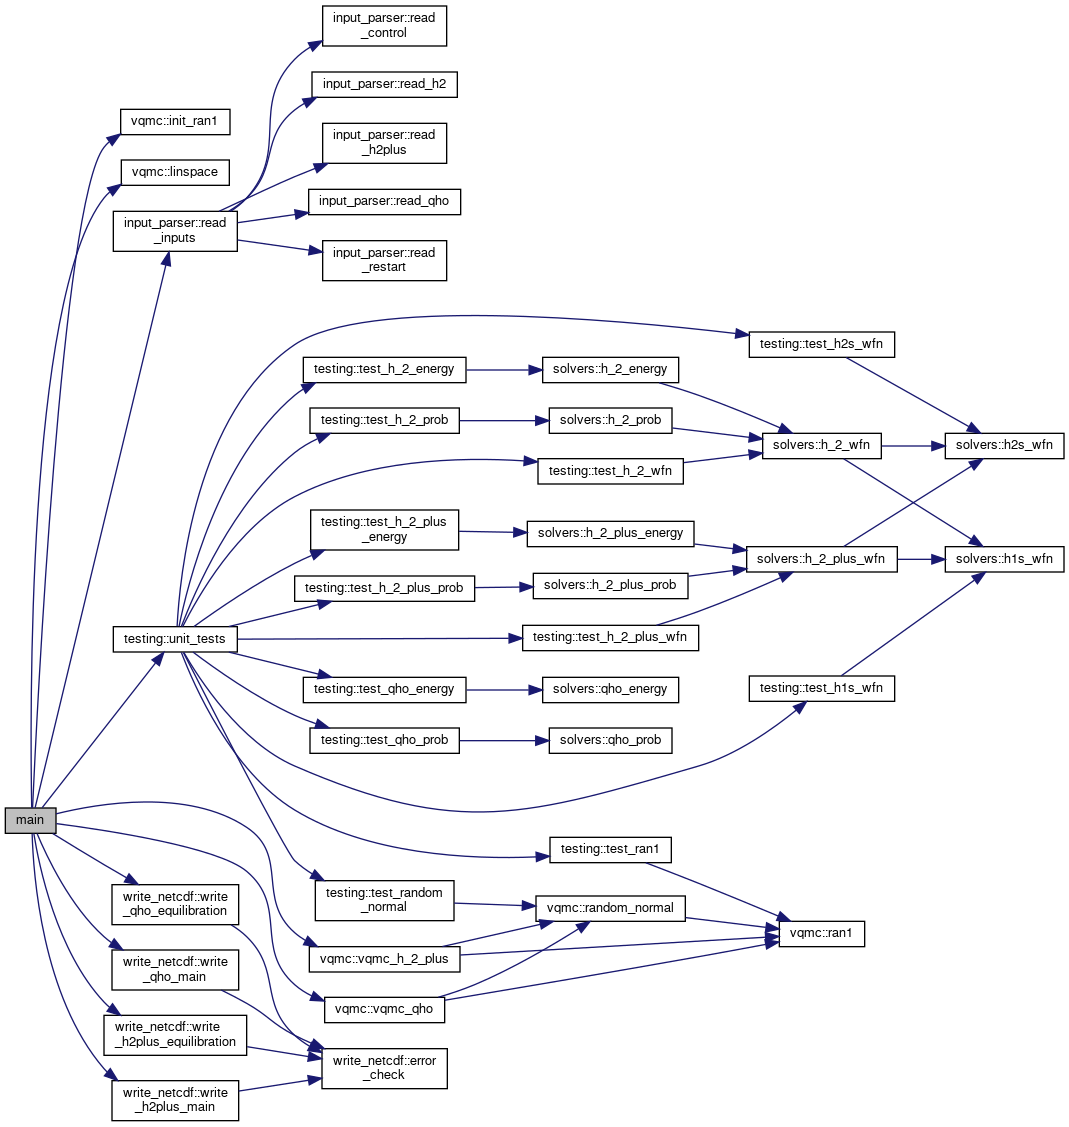 input_parser::read
_control
input_parser::read_h2
vqmc::init_ran1
input_parser::read
_h2plus
vqmc::linspace
input_parser::read_qho
input_parser::read
_inputs
input_parser::read
_restart
testing::test_h2s_wfn
testing::test_h_2_energy
solvers::h_2_energy
testing::test_h_2_prob
solvers::h_2_prob
solvers::h_2_wfn
solvers::h2s_wfn
testing::test_h_2_wfn
testing::test_h_2_plus
_energy
solvers::h_2_plus_energy
solvers::h_2_plus_wfn
solvers::h1s_wfn
testing::test_h_2_plus_prob
solvers::h_2_plus_prob
testing::unit_tests
testing::test_h_2_plus_wfn
testing::test_qho_energy
solvers::qho_energy
testing::test_h1s_wfn
testing::test_qho_prob
solvers::qho_prob
main
testing::test_ran1
write_netcdf::write
_qho_equilibration
testing::test_random
_normal
vqmc::random_normal
vqmc::ran1
vqmc::vqmc_h_2_plus
write_netcdf::write
_qho_main
vqmc::vqmc_qho
write_netcdf::write
_h2plus_equilibration
write_netcdf::error
_check
write_netcdf::write
_h2plus_main